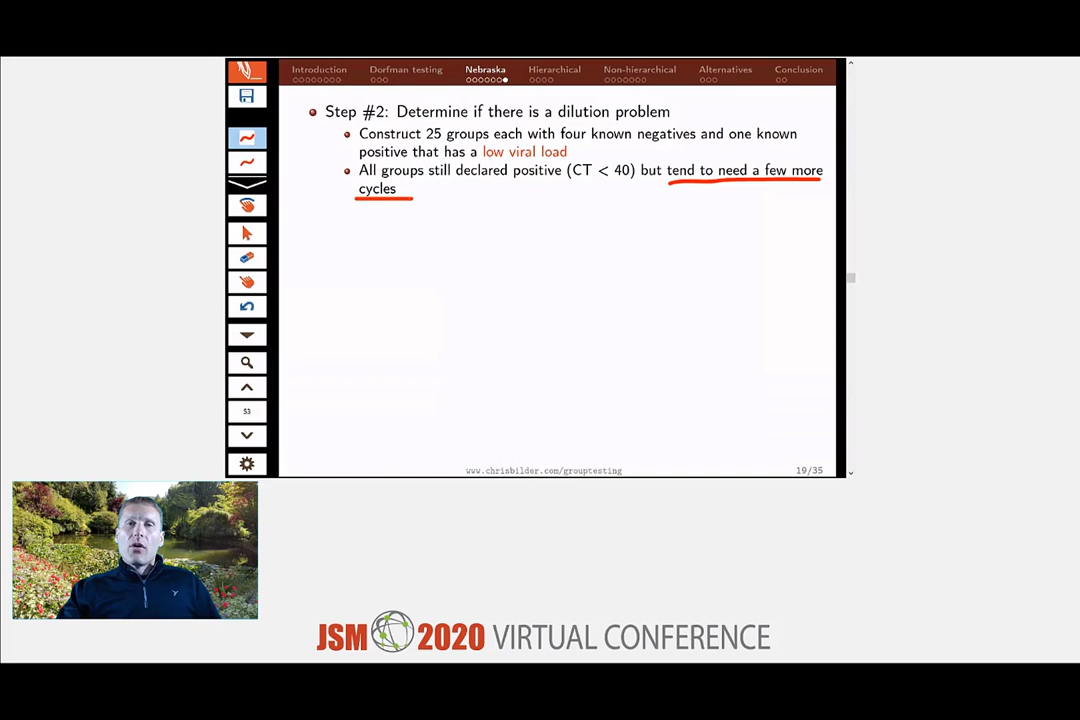 Introduction Dorfman testing Nebraska Hierarchical Non-hierarchical Alternatives Conclusion
Step #2: Determine if there is a dilution problem
Construct 25 groups each with four known negatives and one known
positive that has a low viral load
All groups still declared positive (CT < 40) but tend to need a few more
cycles
53
www.chrisbilder.com/grouptesting 19/35
JSM 2020 VIRTUAL CONFERENCE